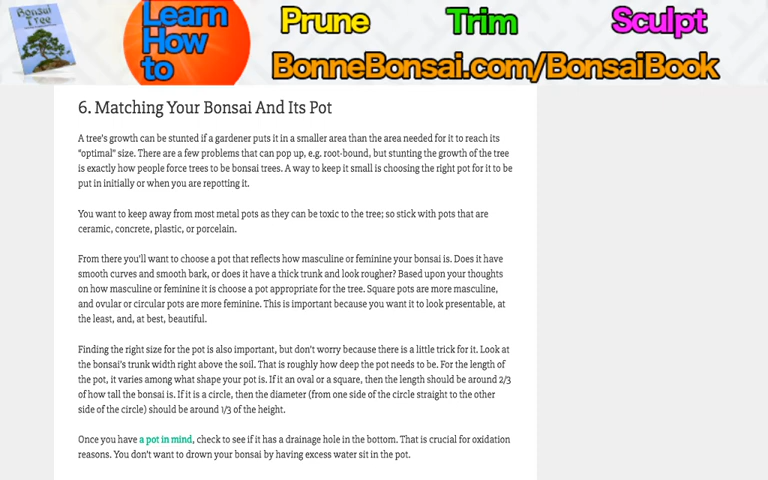 Bonsai
Tree
Learn
How
to
Prune
Trim
Sculpt
BonneBonsai.com/BonsaiBook
6. Matching Your Bonsai And Its Pot
A tree's growth can be stunted if a gardener puts it in a smaller area than the area needed for it to reach its
"optimal" size. There are a few problems that can pop up, e.g. root-bound, but stunting the growth of the tree
is exactly how people force trees to be bonsai trees. A way to keep it small is choosing the right pot for it to be
put in initially or when you are repotting it.
You want to keep away from most metal pots as they can be toxic to the tree; so stick with pots that are
ceramic, concrete, plastic, or porcelain.
From there you'll want to choose a pot that reflects how masculine or feminine your bonsai is. Does it have
smooth curves and smooth bark, or does it have a thick trunk and look rougher? Based upon your thoughts
on how masculine or feminine it is choose a pot appropriate for the tree. Square pots are more masculine,
and ovular or circular pots are more feminine. This is important because you want it to look presentable, at
the least, and, at best, beautiful.
Finding the right size for the pot is also important, but don't worry because there is a little trick for it. Look at
the bonsai's trunk width right above the soil. That is roughly how deep the pot needs to be. For the length of
the pot, it varies among what shape your pot is. If it an oval or a square, then the length should be around 2/3
of how tall the bonsai is. If it is a circle, then the diameter (from one side of the circle straight to the other
side of the circle) should be around 1/3 of the height.
Once you have a pot in mind, check to see if it has a drainage hole in the bottom. That is crucial for oxidation
reasons. You don't want to drown your bonsai by having excess water sit in the pot.